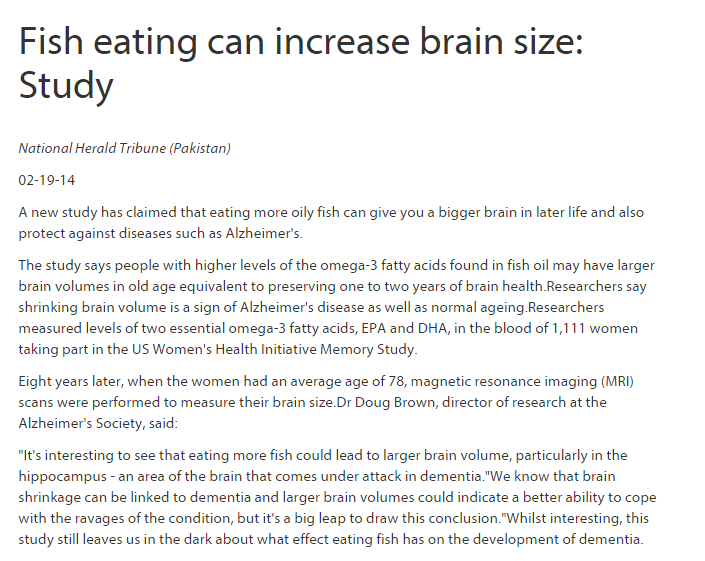 Fish eating can increase brain size:
Study
National Herald Tribune (Pakistan)
02-19-14
A new study has claimed that eating more oily fish can give you a bigger brain in later life and also
protect against diseases such as Alzheimer's.
The study says people with higher levels of the omega-3 fatty acids found in fish oil may have larger
brain volumes in old age equivalent to preserving one to two years of brain health.Researchers say
shrinking brain volume is a sign of Alzheimer's disease as well as normal ageing.Researchers
measured levels of two essential omega-3 fatty acids, EPA and DHA, in the blood of 1,111 women
taking part in the US Women's Health Initiative Memory Study.
Eight years later, when the women had an average age of 78, magnetic resonance imaging (MRI)
scans were performed to measure their brain size.Dr Doug Brown, director of research at the
Alzheimer's Society, said:
"It's interesting to see that eating more fish could lead to larger brain volume, particularly in the
hippocampus - an area of the brain that comes under attack in dementia."We know that brain
shrinkage can be linked to dementia and larger brain volumes could indicate a better ability to cope
with the ravages of the condition, but it's a big leap to draw this conclusion."Whilst interesting, this
study still leaves us in the dark about what effect eating fish has on the development of dementia.